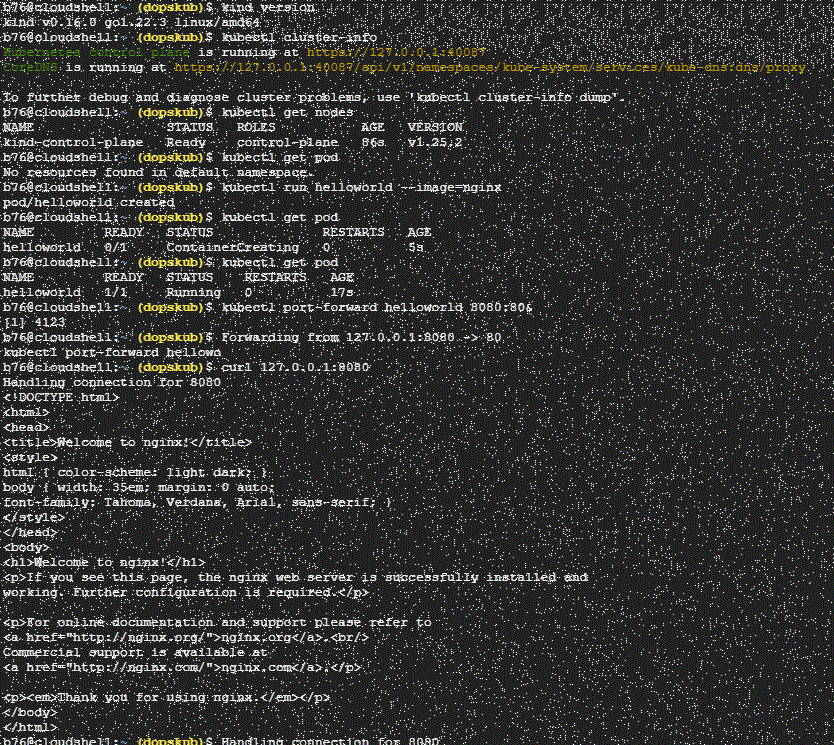 b76@cloudshell:~ (dopskub)$ kind version
kind v0.16.0 go1.22.3 linux/amd64
b76@cloudshell:~ (dopskub)$ kubectl cluster-info
Kubernetes control plane is running at https://127.0.0.1:40087
CoreDNS is running at https://127.0.0.1:40087/api/v1/namespaces/kube-system/services/kube-dns:dns/proxy
To further debug and diagnose cluster problems, use 'kubectl cluster-info dump'.
b76@cloudshell:~ (dopskub)$ kubectl get nodes
NAME STATUS ROLES AGE VERSION
kind-control-plane Ready control-plane 86s v1.25.2
b76@cloudshell:~ (dopskub)$ kubectl get pod
No resources found in default namespace.
b76@cloudshell:~ (dopskub)$ kubectl run helloworld --image=nginx
pod/helloworld created
b76@cloudshell:~ (dopskub)$ kubectl get pod
NAME READY STATUS RESTARTS AGE
helloworld 0/1 ContainerCreating 0 5s
b76@cloudshell:~ (dopskub)$ kubectl get pod
NAME READY STATUS RESTARTS AGE
helloworld 1/1 Running 0 17s
b76@cloudshell:~ (dopskub)$ kubectl port-forward helloworld 8080:80&
[1] 4123
b76@cloudshell:~ (dopskub)$ Forwarding from 127.0.0.1:8080 -> 80
kubectl port-forward hellowo
b76@cloudshell:~ (dopskub)$ curl 127.0.0.1:8080
Handling connection for 8080
<!DOCTYPE html>
<html>
<head>
<title>Welcome to nginx!</title>
<style>
html { color-scheme: light dark; }
body { width: 35em; margin: 0 auto;
font-family: Tahoma, Verdana, Arial, sans-serif; }
</style>
</head>
<body>
<h1>Welcome to nginx!</h1>
<p>If you see this page, the nginx web server is successfully installed and
working. Further configuration is required.</p>
<p>For online documentation and support please refer to
<a href="http://nginx.org/">nginx.org</a>.<br/>
Commercial support is available at
<a href="http://nginx.com/">nginx.com</a>.</p>
<p><em>Thank you for using nginx.</em></p>
</body>
</html>
b76@cloudshell:~ (dopskub)$ Handling connection for 8080